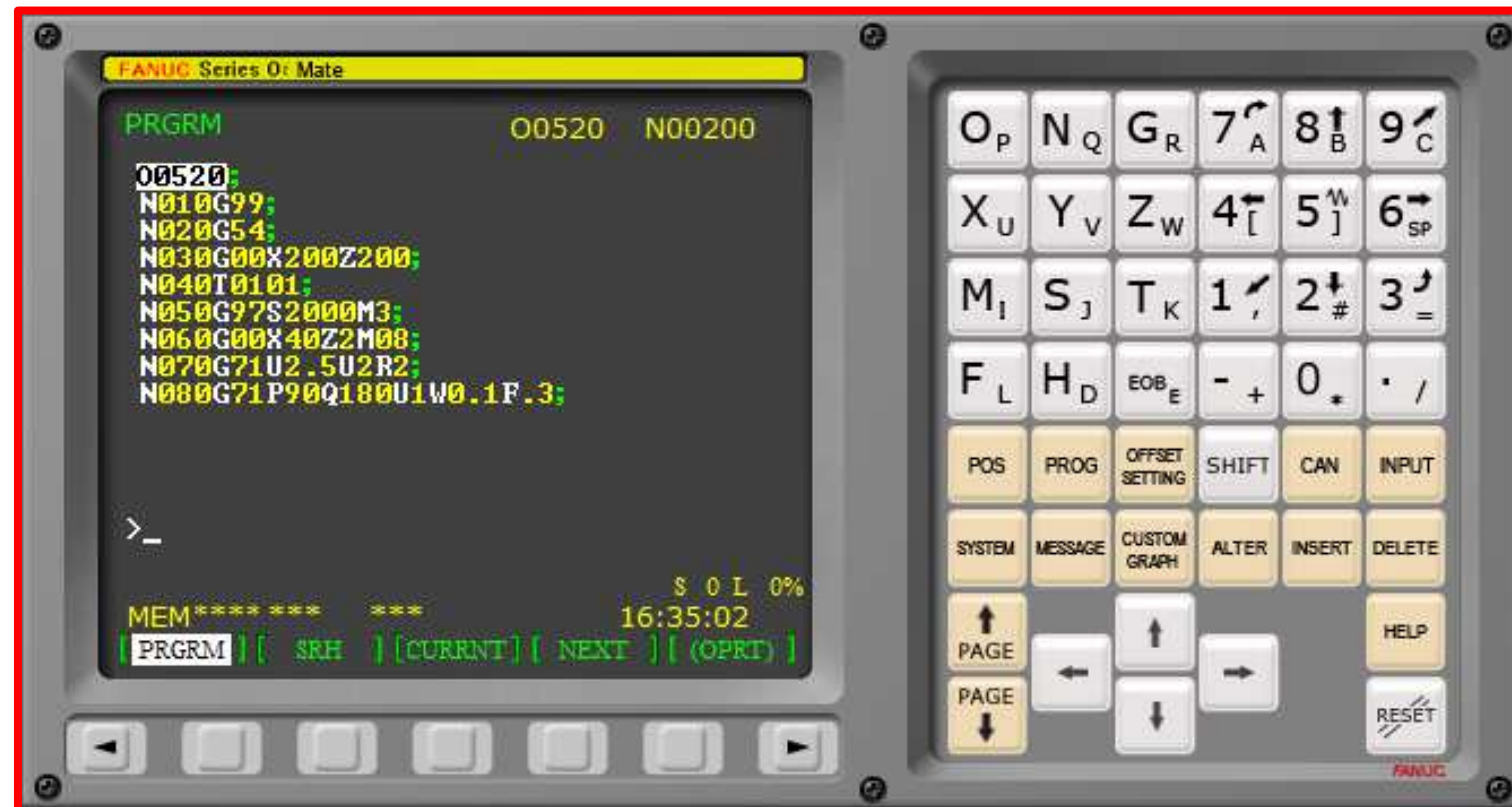 FANUC Series 0i Mate
PRGRM O0520 N00200
O0520;
N010G99;
N020G54;
N030G00X200Z200;
N040T0101;
N050G97S2000M3;
N060G00X40Z2M08;
N070G71U2.5U2R2;
N080G71P90Q180U1W0.1F.3;
>_
S 0 L 0%
MEM**** *** *** 16:35:02
[ PRGRM ] [ SRH ] [CURRNT] [ NEXT ] [ (OPRT) ]
O P N Q G R 7 A 8 B 9 C
X U Y V Z W 4 [ 5 ] 6 SP
M I S J T K 1 , 2 # 3 =
F L H D EOB E - + 0 * . /
POS PROG OFFSET SETTING SHIFT CAN INPUT
SYSTEM MESSAGE CUSTOM GRAPH ALTER INSERT DELETE
PAGE HELP
PAGE RESET
FANUC